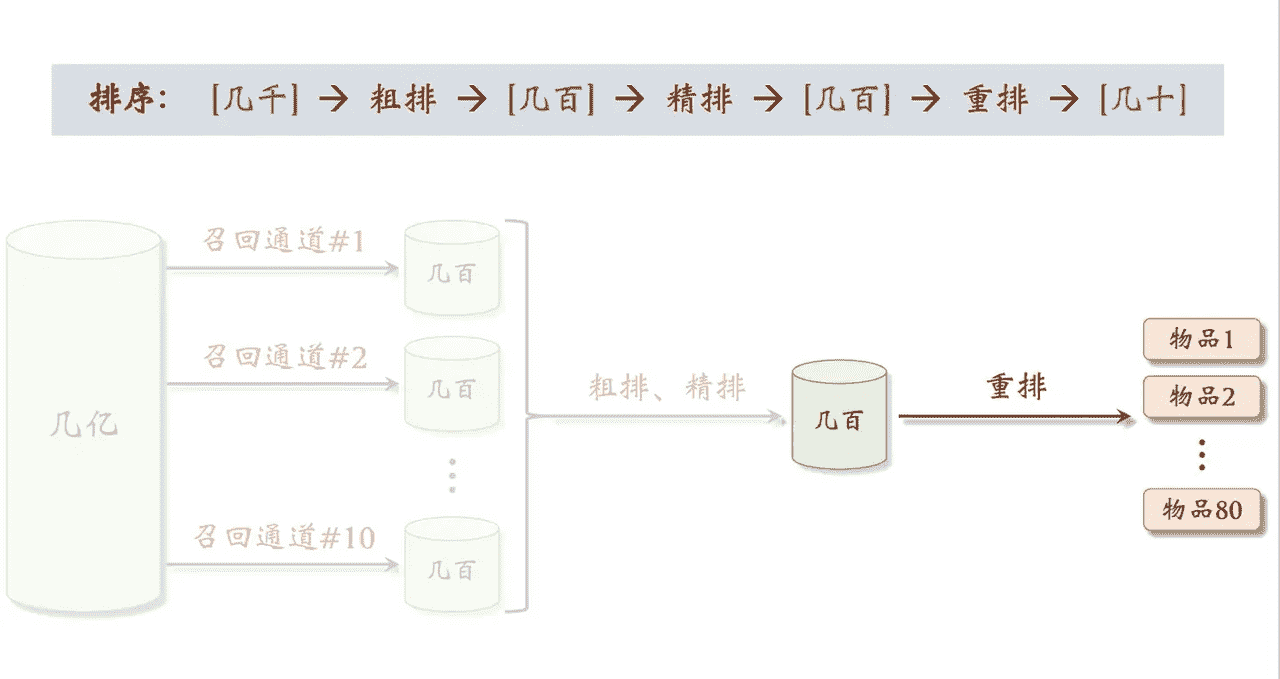 排序： [几千] → 粗排 → [几百] → 精排 → [几百] → 重排 → [几十]
召回通道#1
几百
召回通道#2
几百
几亿
粗排、精排
几百
重排
物品1
物品2
物品80
召回通道#10
几百